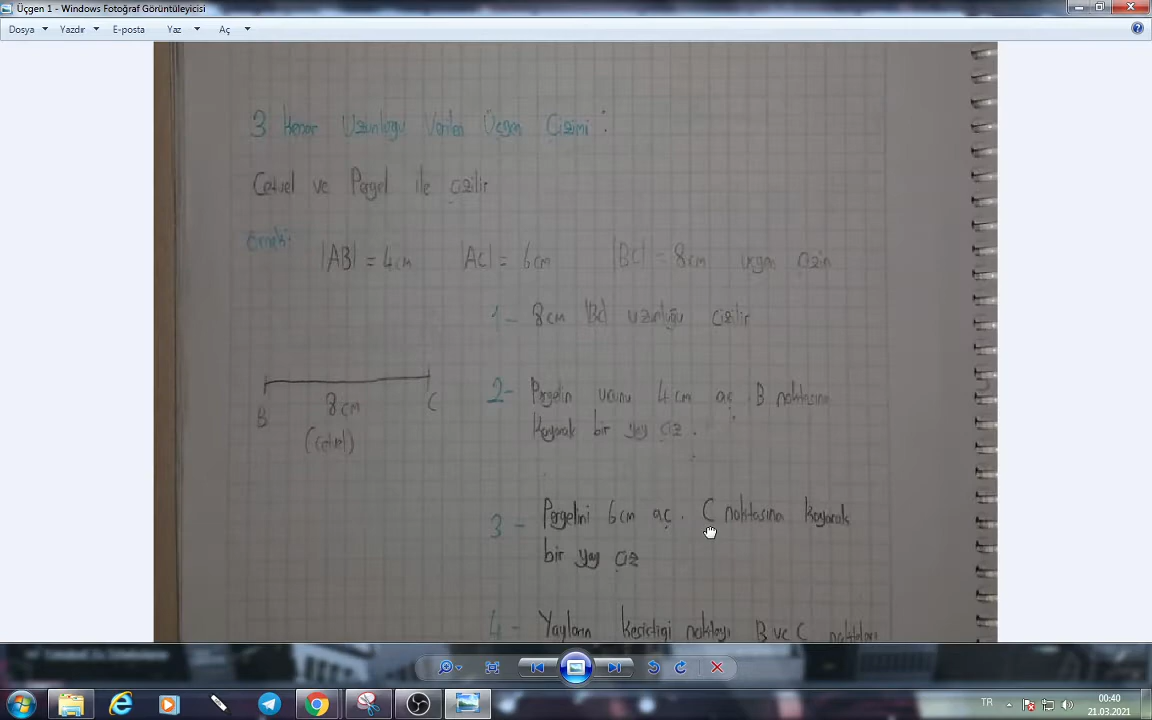 Üçgen 1 - Windows Fotoğraf Görüntüleyicisi
Dosya Yazdır E-posta Yaz Aç
3 Kenar Uzunluğu Verilen Üçgen Çizimi :
Cetvel ve Pergel ile çizilir
Örnek:
|AB| = 4cm |AC| = 6cm |BC| = 8cm üçgen çizin
1- 8cm |BC| uzunluğu çizilir
B 8cm C
(Cetvel)
2- Pergelin ucunu 4 cm aç. B noktasına
Koyarak bir yay çiz.
3- Pergelini 6cm aç. C noktasına koyarak
bir yay çiz
4- Yayların Kesiştiği noktayı B ve C noktaları
TR
00:40
21.03.2021